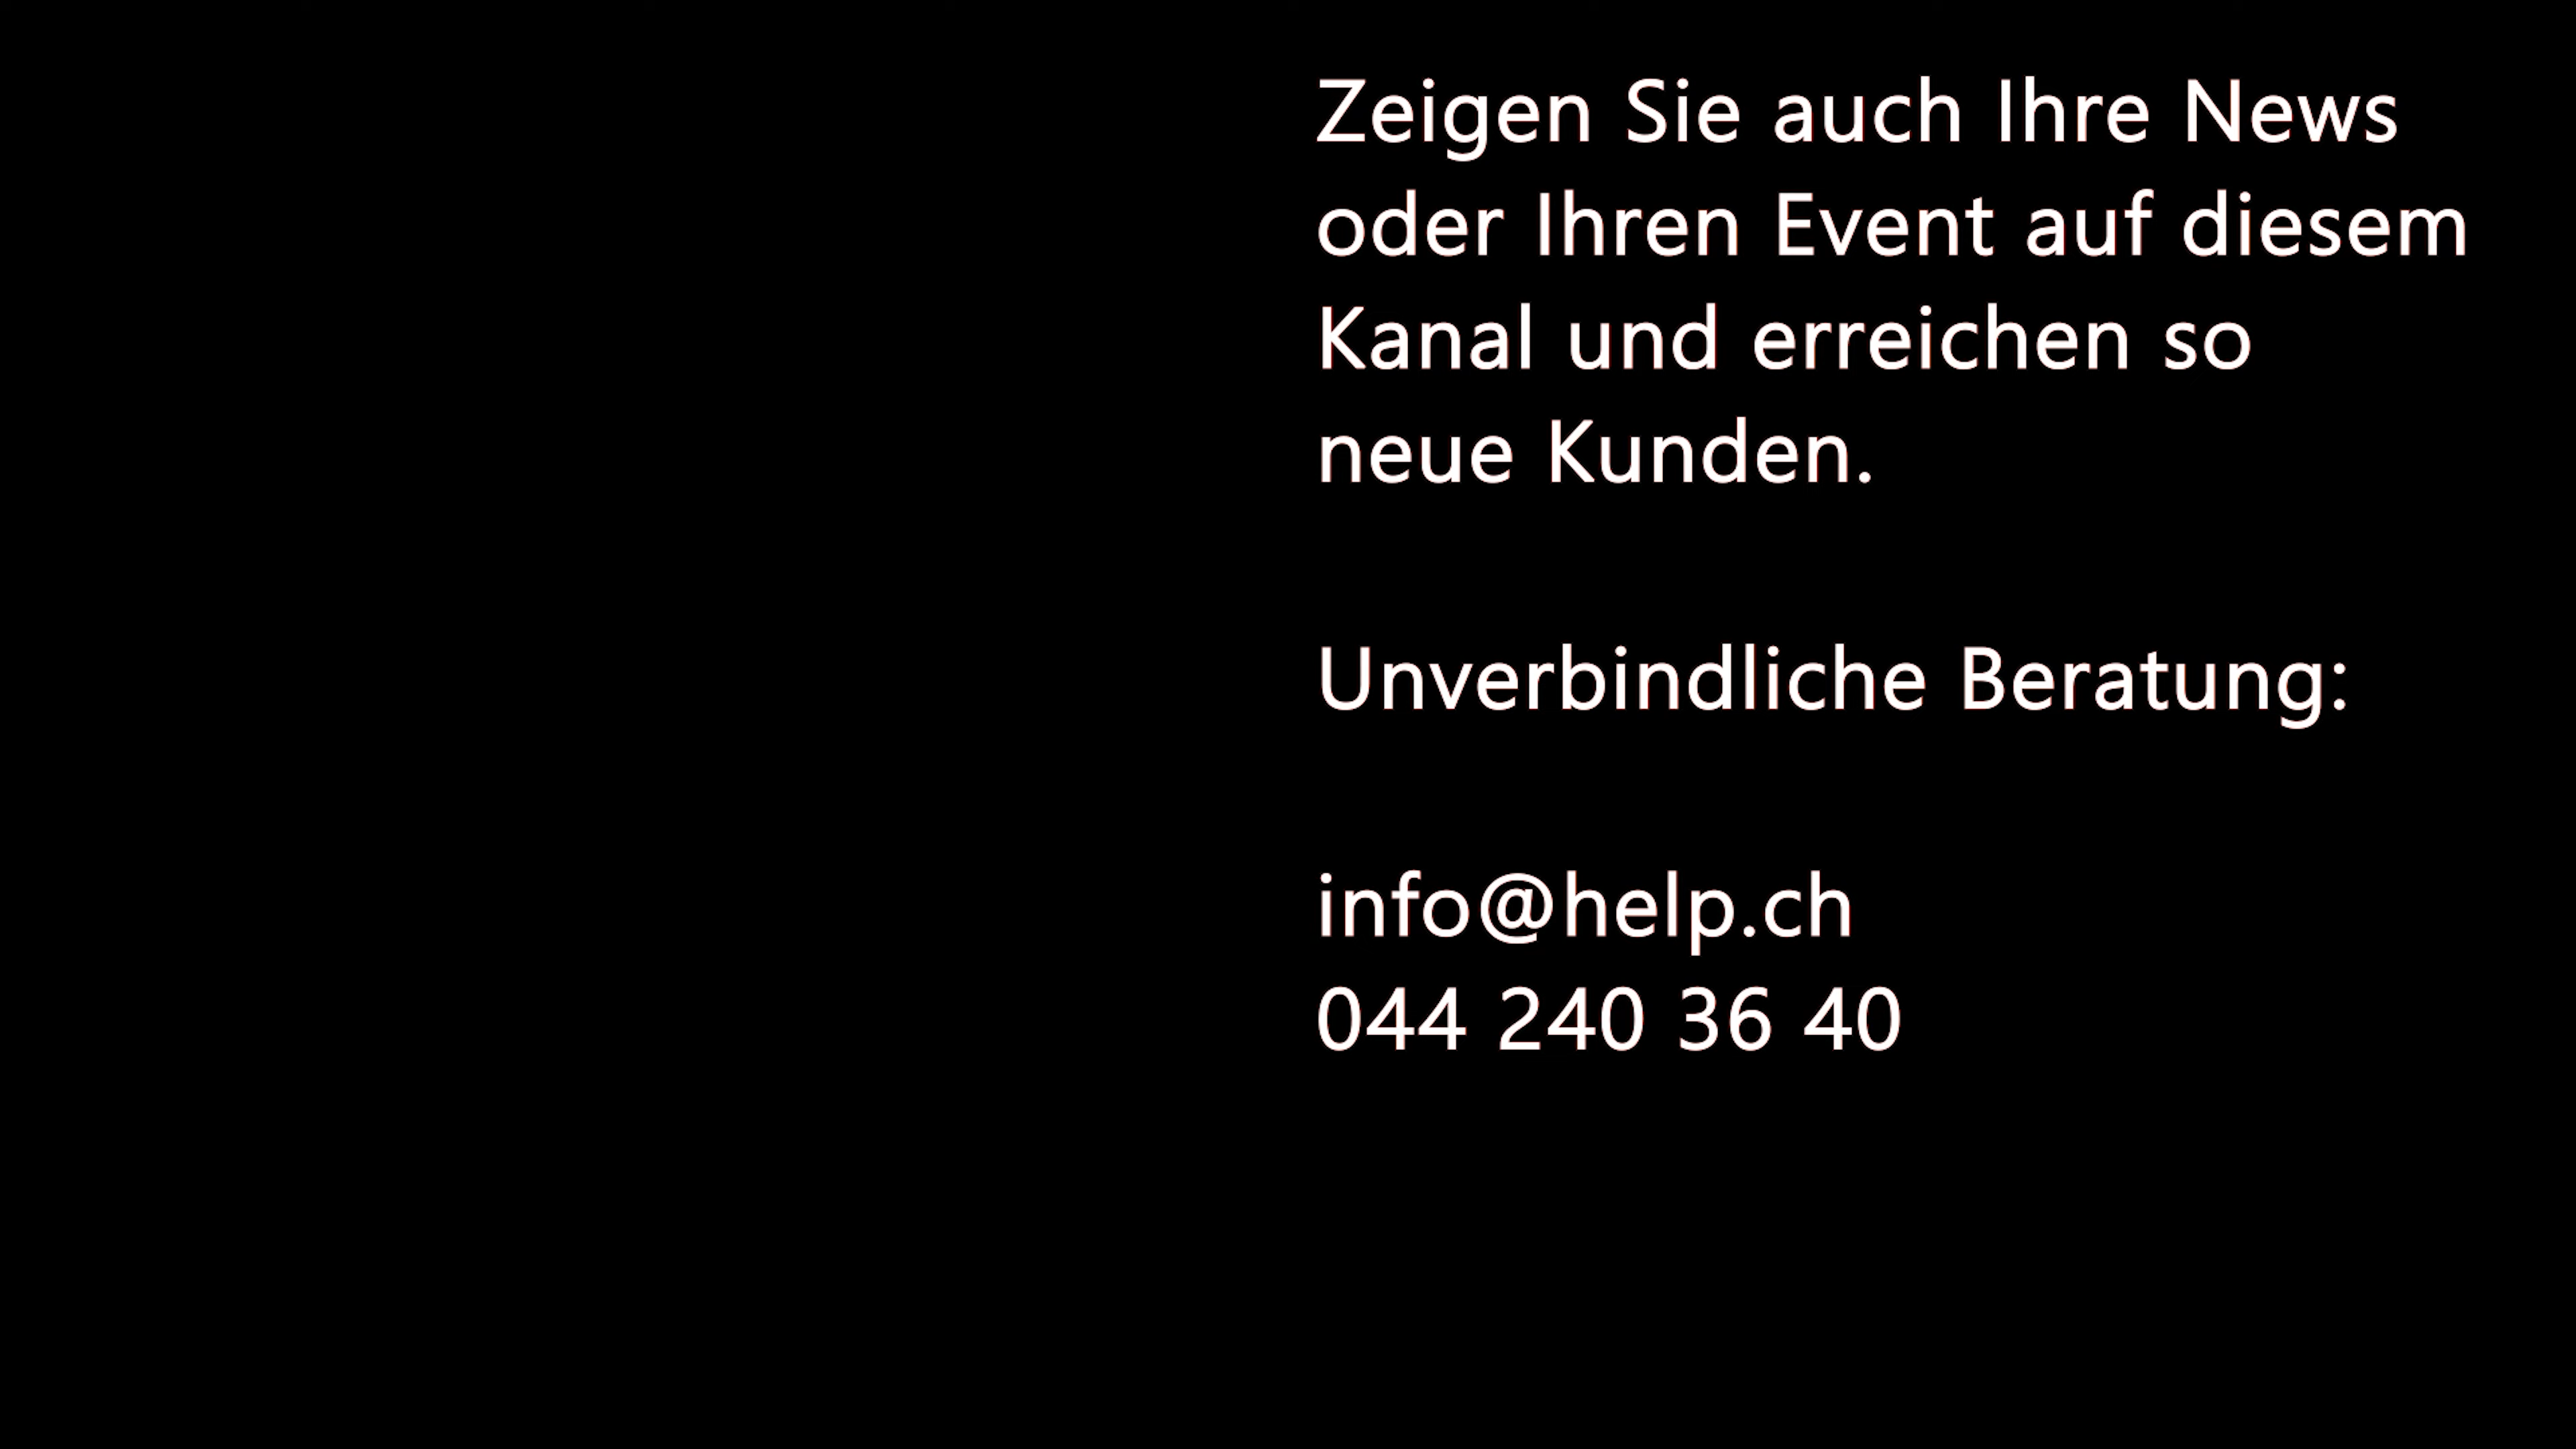 Zeigen Sie auch Ihre News
oder Ihren Event auf diesem
Kanal und erreichen so
neue Kunden.
Unverbindliche Beratung:
info@help.ch
044 240 36 40